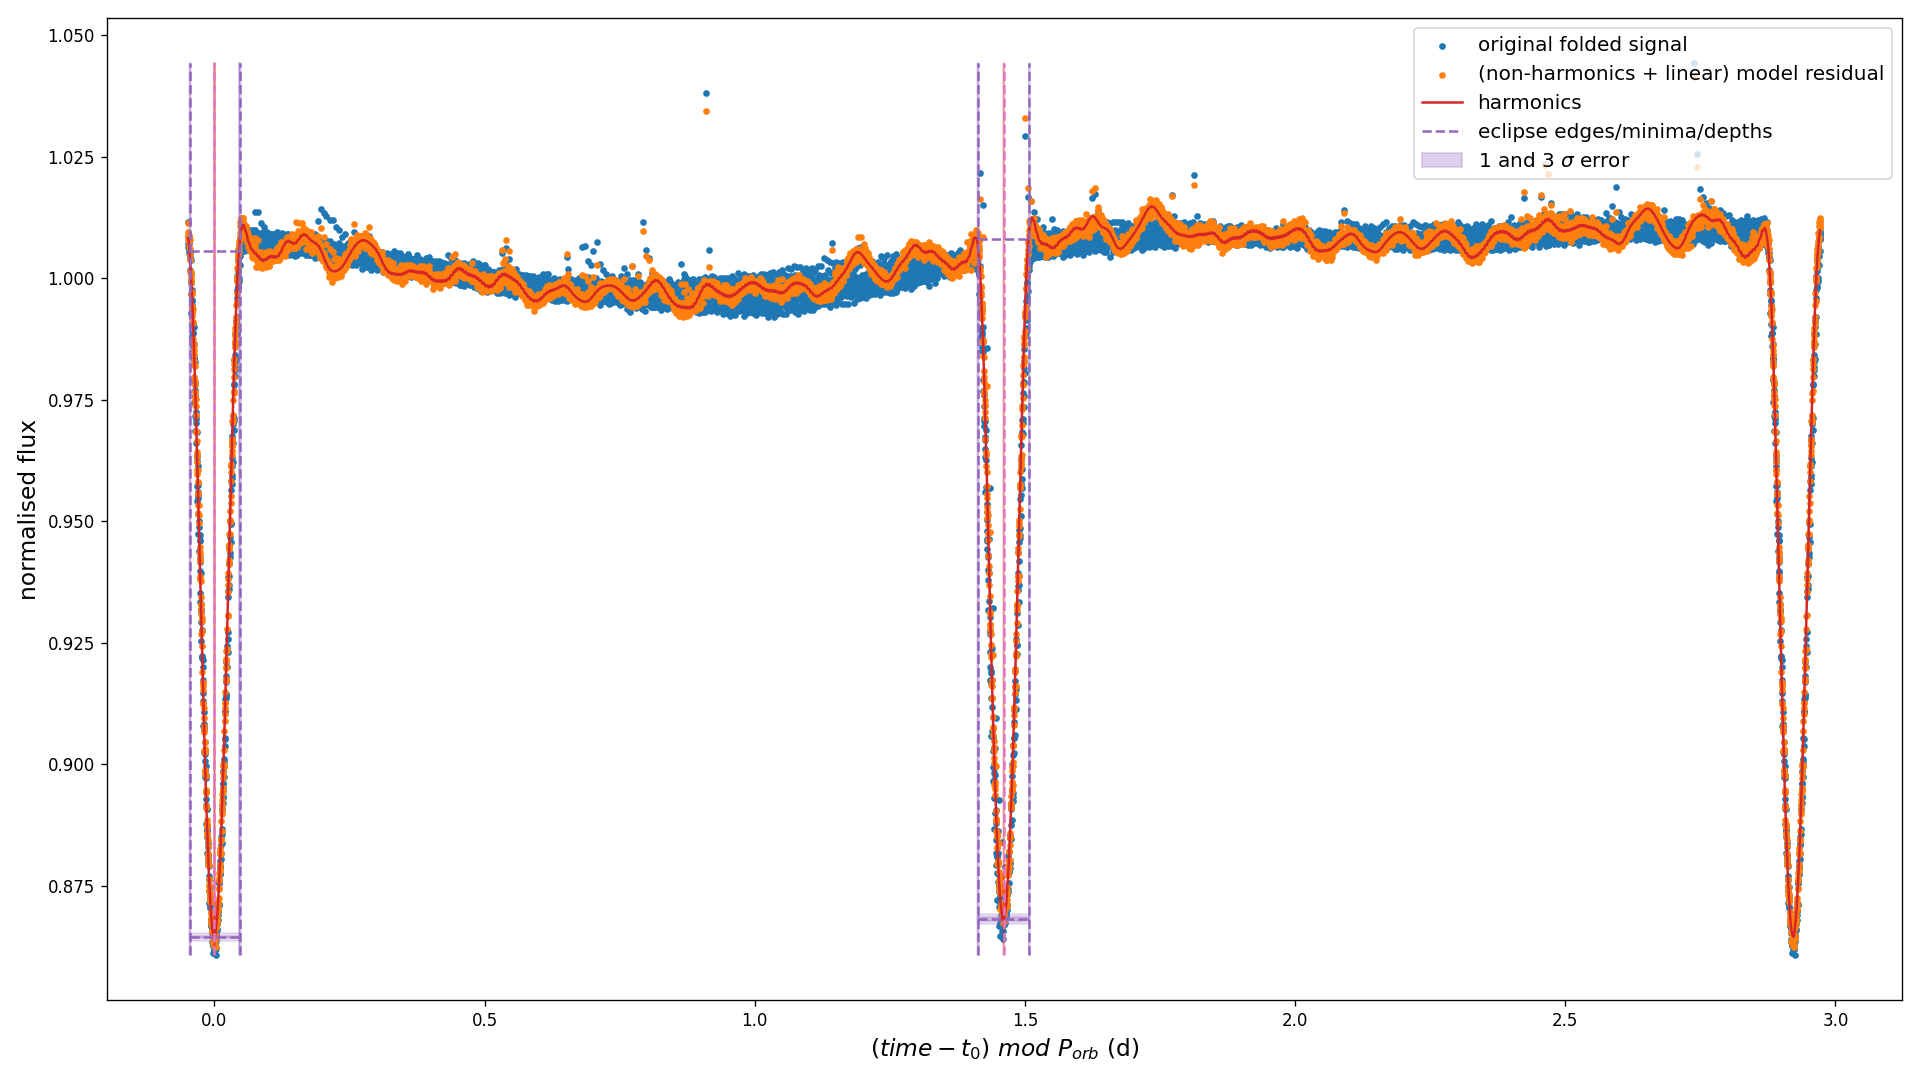 1.050
1.025
1.000
0.975
0.950
0.925
0.900
0.875
normalised flux
original folded signal
(non-harmonics + linear) model residual
harmonics
eclipse edges/minima/depths
1 and 3 σ error
0.0 0.5 1.0 1.5 2.0 2.5 3.0
(time − t₀) mod Pₒᵣb (d)